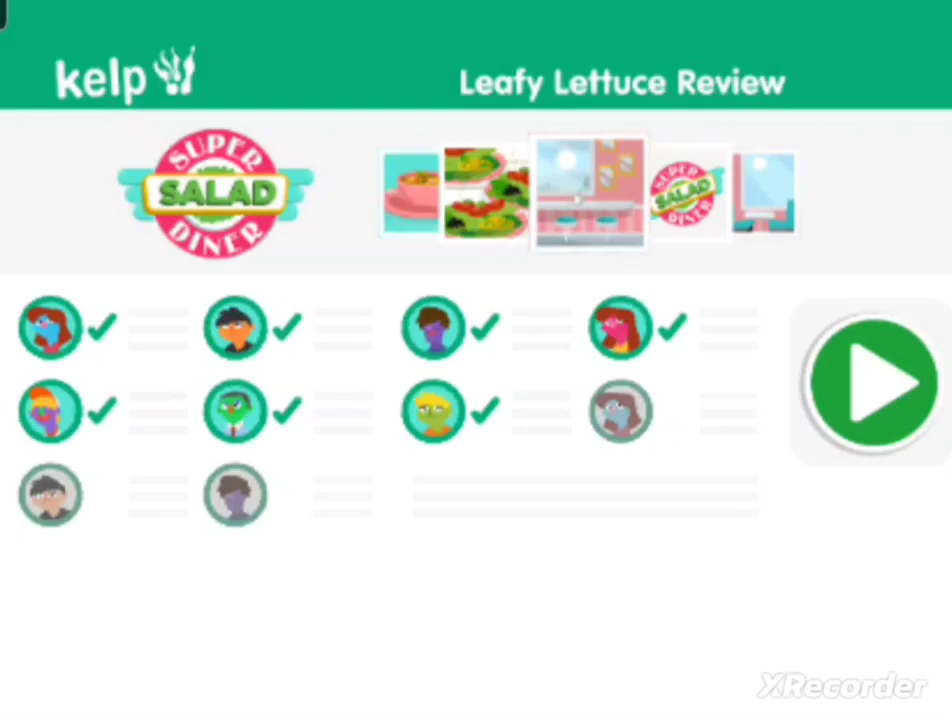 kelp
Leafy Lettuce Review
SUPER
SALAD
DINER
SUPER
SALAD
DINER
XRecorder